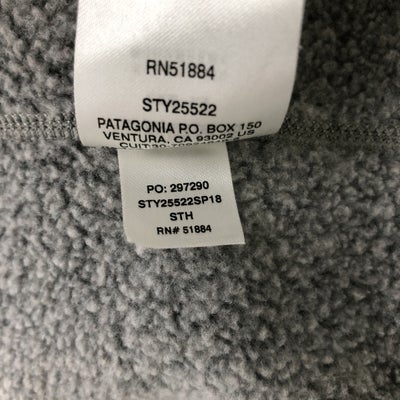 RN51884
STY25522
PATAGONIA P.O. BOX 150
VENTURA, CA 93002 US
PO: 297290
STY25522SP18
STH
RN# 51884